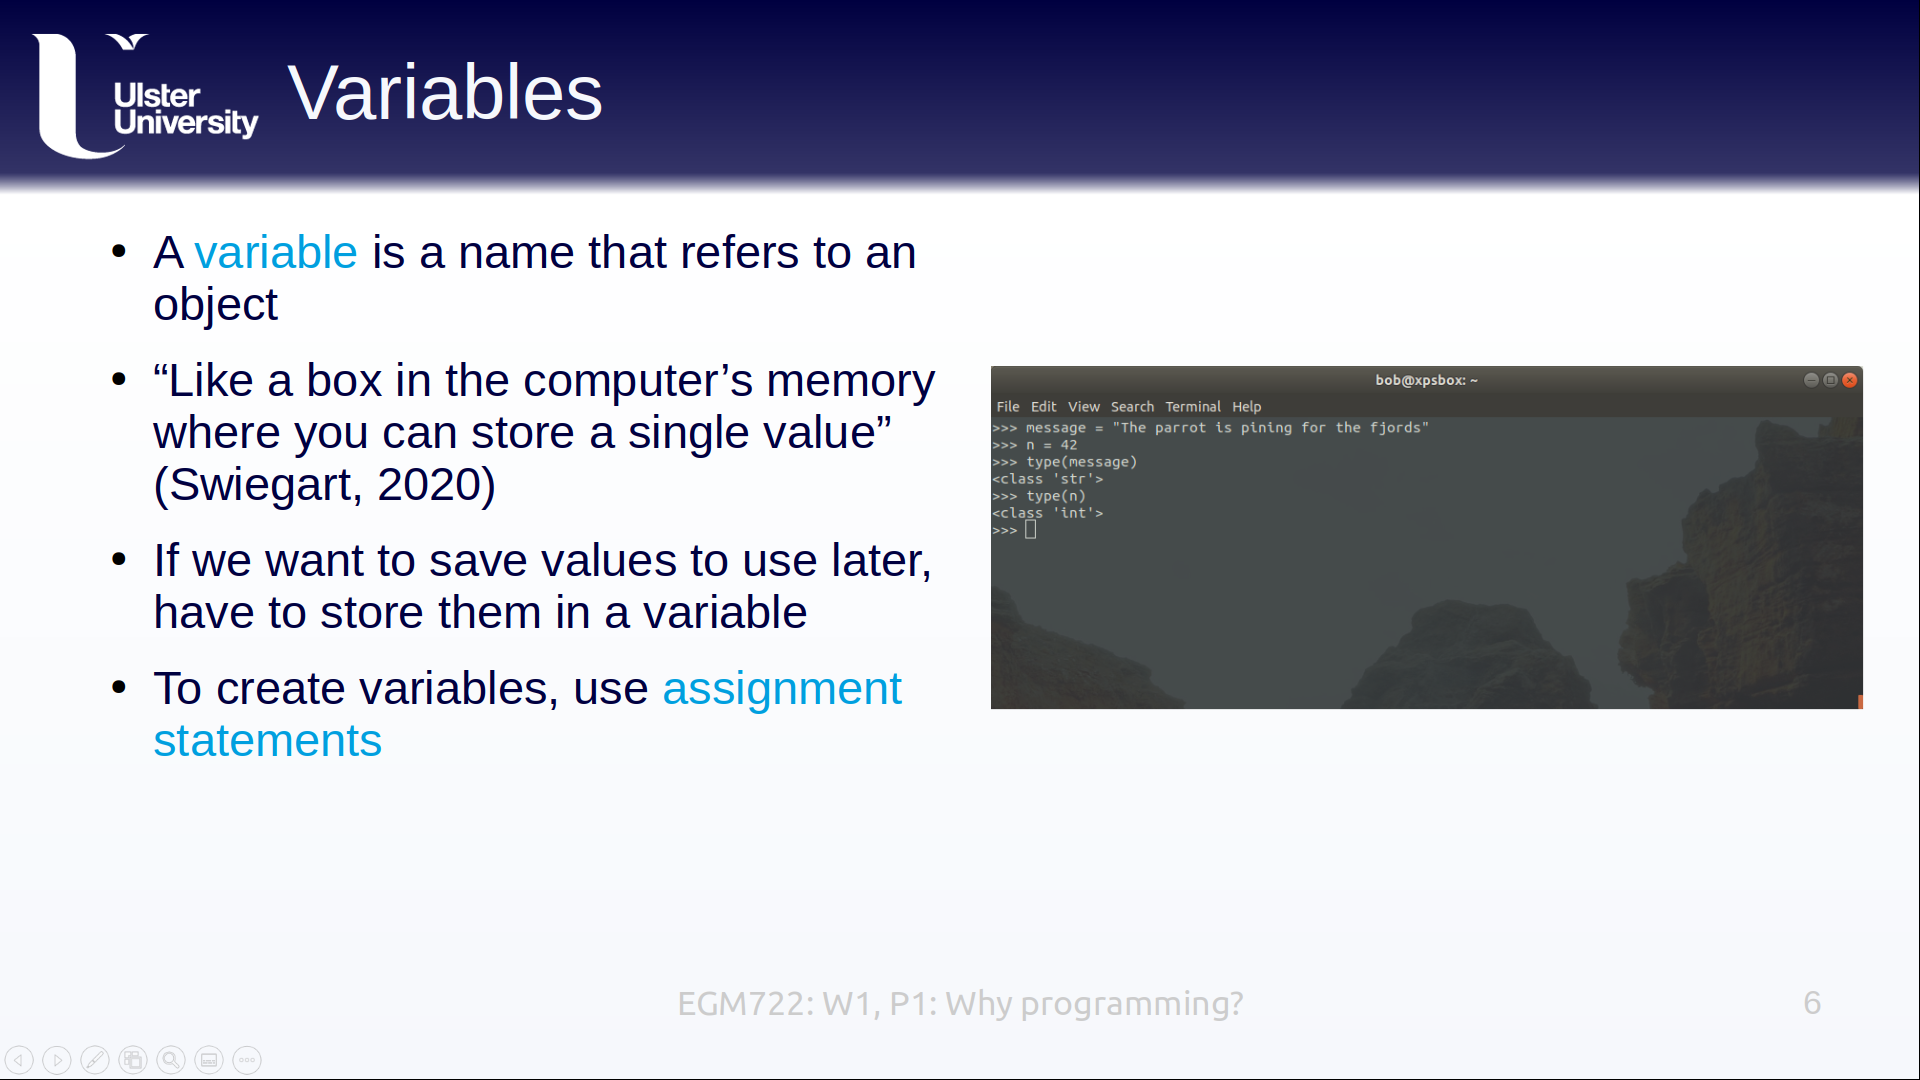 Ulster
University
Variables
• A variable is a name that refers to an
object
• “Like a box in the computer’s memory
where you can store a single value”
(Swiegart, 2020)
• If we want to save values to use later,
have to store them in a variable
• To create variables, use assignment
statements
bob@xpsbox: ~
File Edit View Search Terminal Help
>>> message = "The parrot is pining for the fjords"
>>> n = 42
>>> type(message)
<class 'str'>
>>> type(n)
<class 'int'>
>>>
EGM722: W1, P1: Why programming?
6